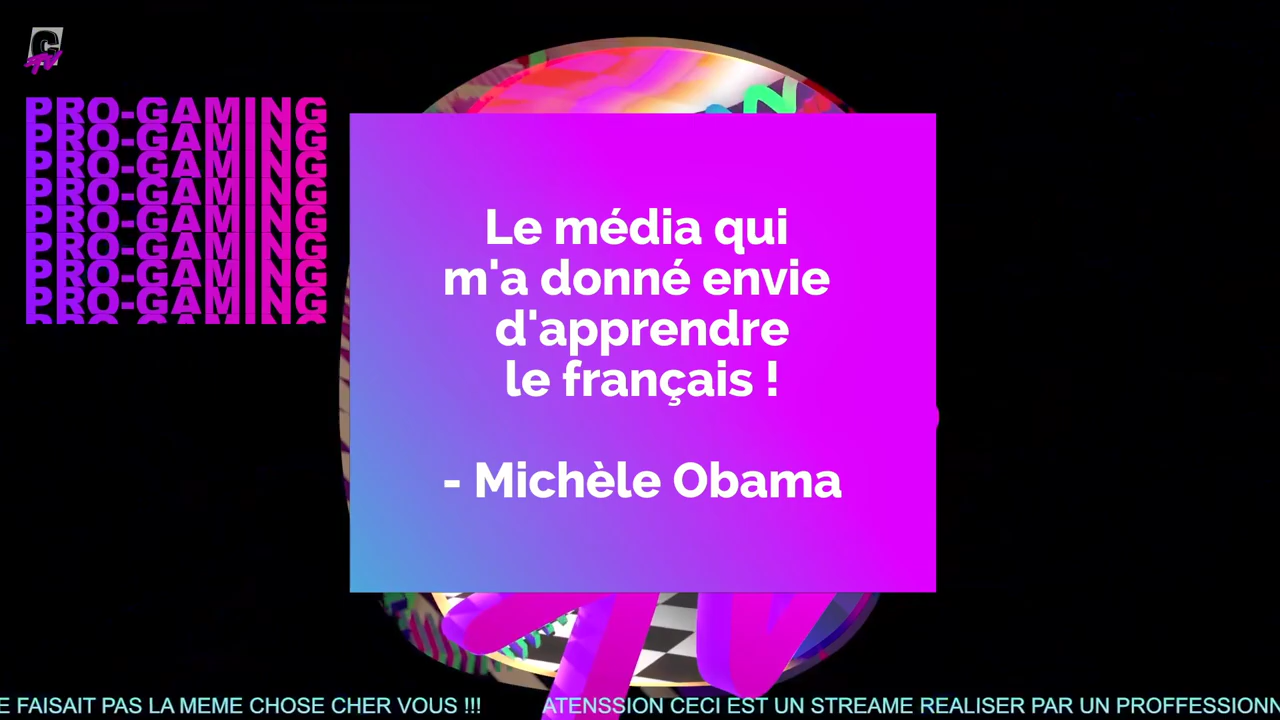 C
TV
PRO-GAMING
PRO-GAMING
PRO-GAMING
PRO-GAMING
PRO-GAMING
PRO-GAMING
PRO-GAMING
PRO-GAMING
Le média qui
m'a donné envie
d'apprendre
le français !
- Michèle Obama
TV
FAISAIT PAS LA MEME CHOSE CHER VOUS !!! ATENSSION CECI EST UN STREAME REALISER PAR UN